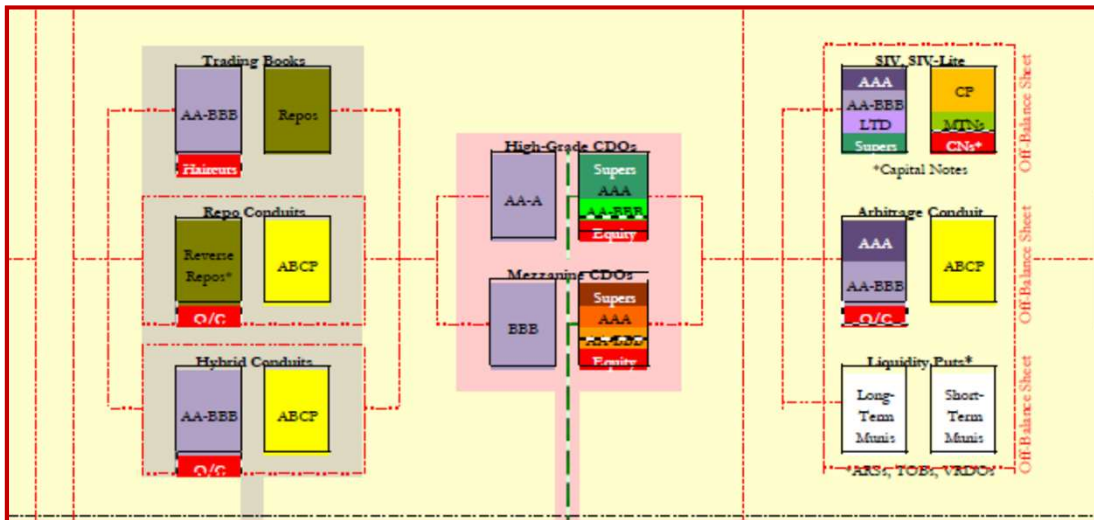 Trading Books
AA-BBB
Haircuts
Repos
Repo Conduits
Reverse
Repos*
O/C
ABCP
Hybrid Conduits
AA-BBB
O/C
ABCP
High-Grade CDOs
AA-A
Supers
AAA
AA-BBB
Equity
Mezzanine CDOs
BBB
Supers
AAA
AA-BBB
Equity
SIV, SIV-Lite
AAA
AA-BBB
LTD
Supers
CP
MTNs
CNs*
*Capital Notes
Off-Balance Sheet
Arbitrage Conduit
AAA
AA-BBB
O/C
ABCP
Off-Balance Sheet
Liquidity Puts*
Long-
Term
Munis
Short-
Term
Munis
*ARSs, TOBs, VRDOs
Off-Balance Sheet